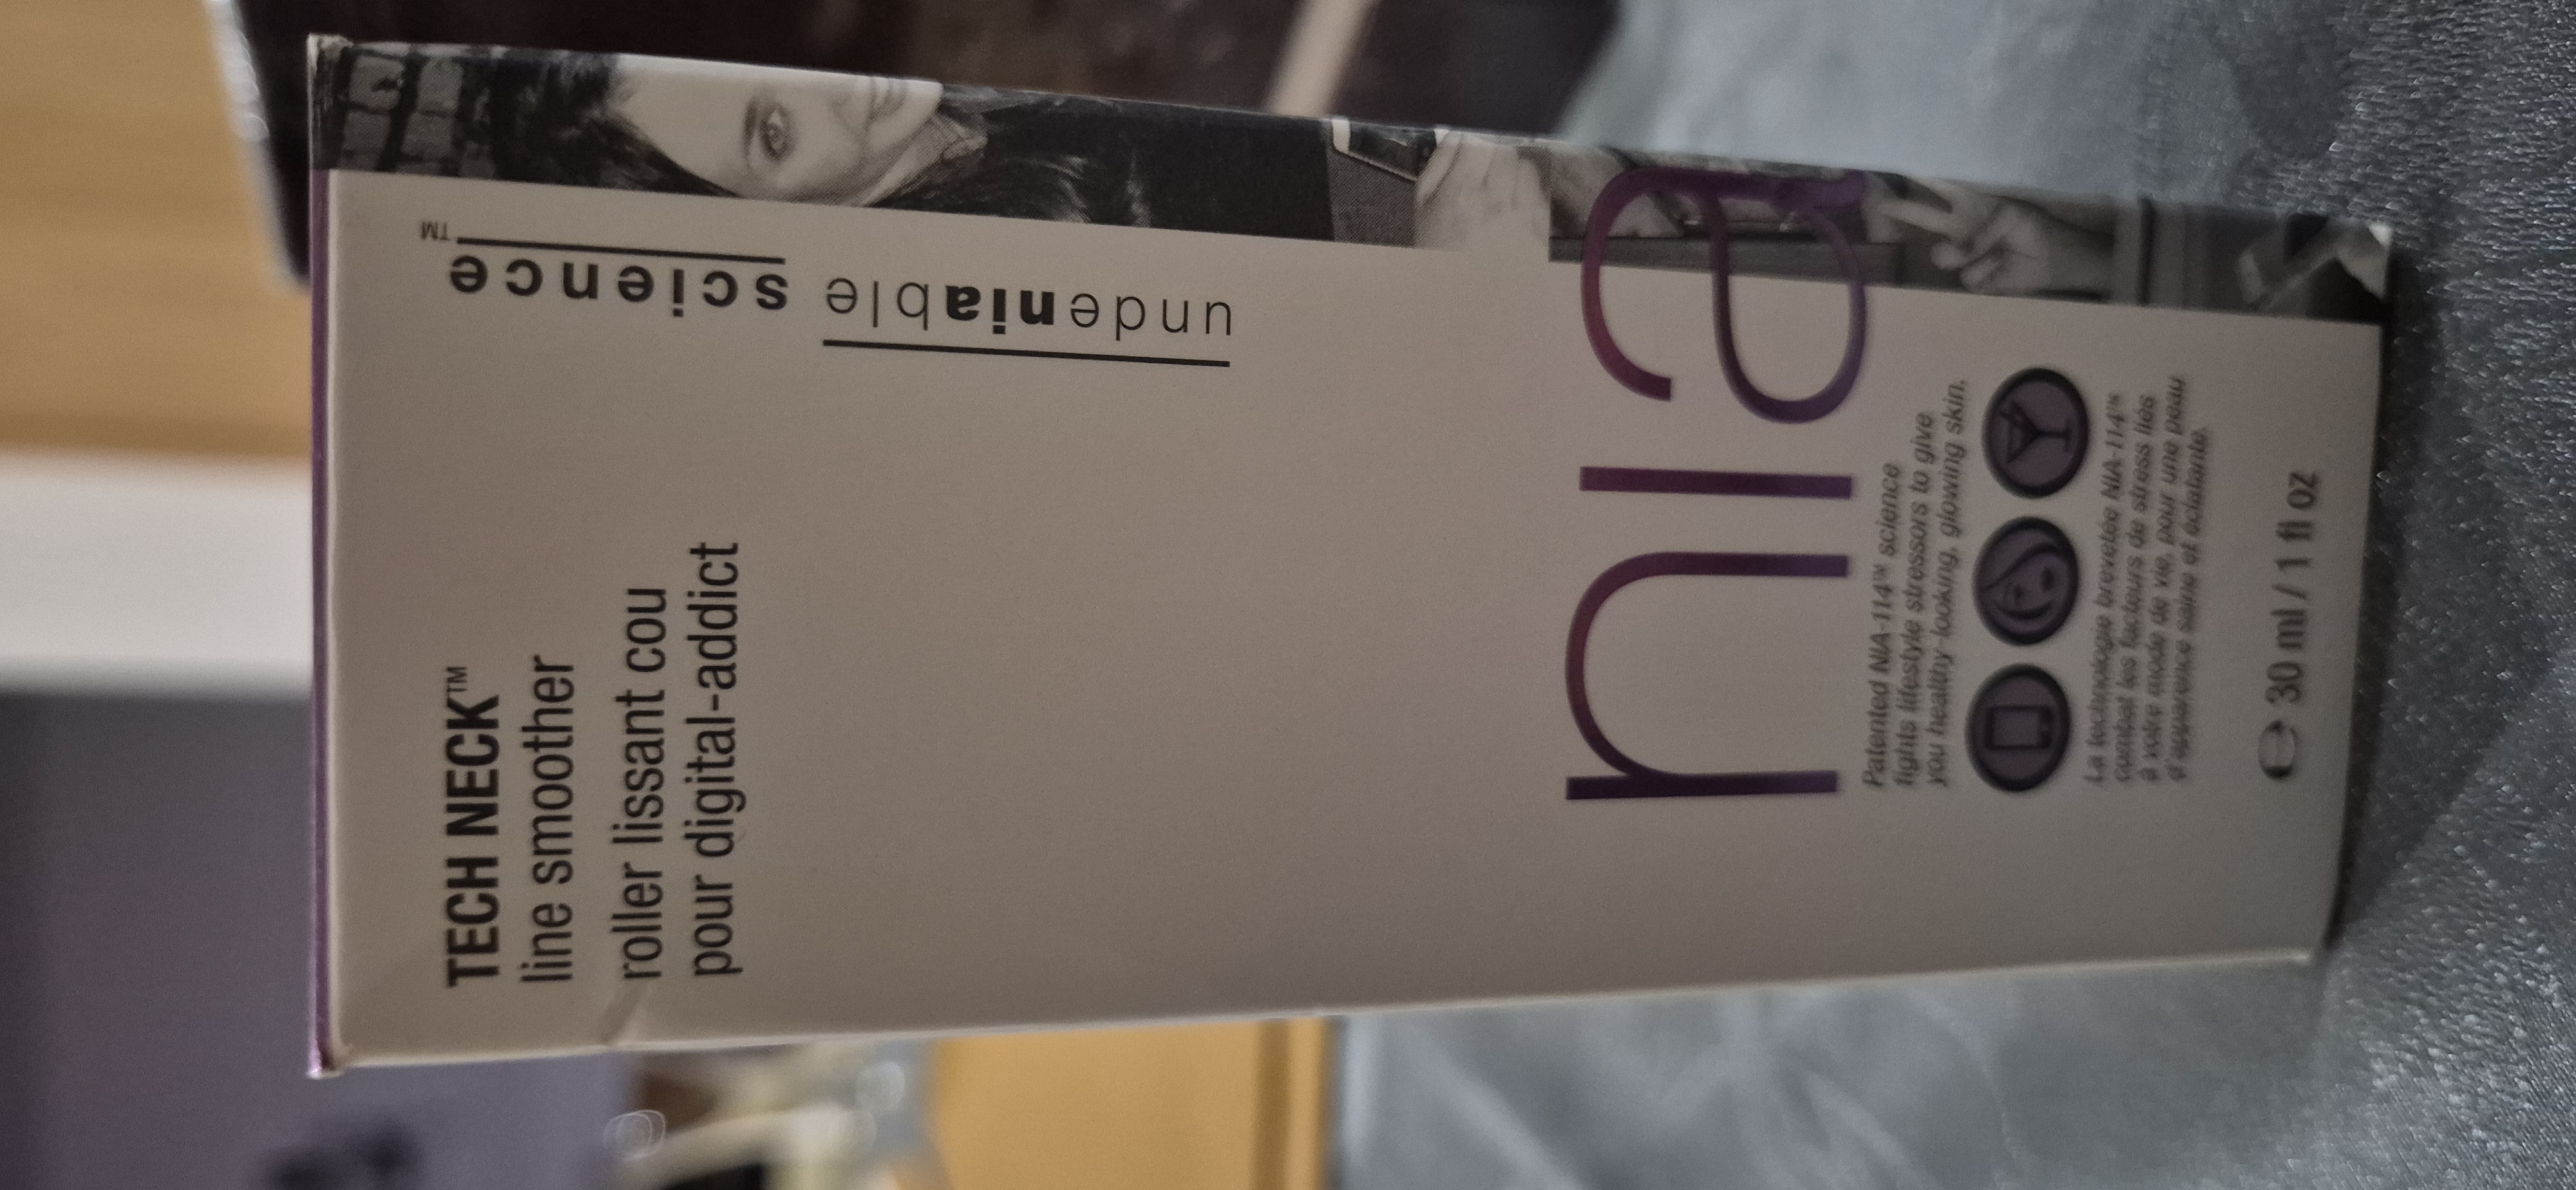 TECH NECK™
line smoother
roller lissant cou
pour digital-addict
undeniable science™
nia
Patented NIA-114™ science
fights lifestyle stressors to give
you healthy-looking, glowing skin.
La technologie brevetée NIA-114™
combat les facteurs de stress liés
à votre mode de vie, pour une peau
d'apparence saine et éclatante.
℮ 30 ml / 1 fl oz